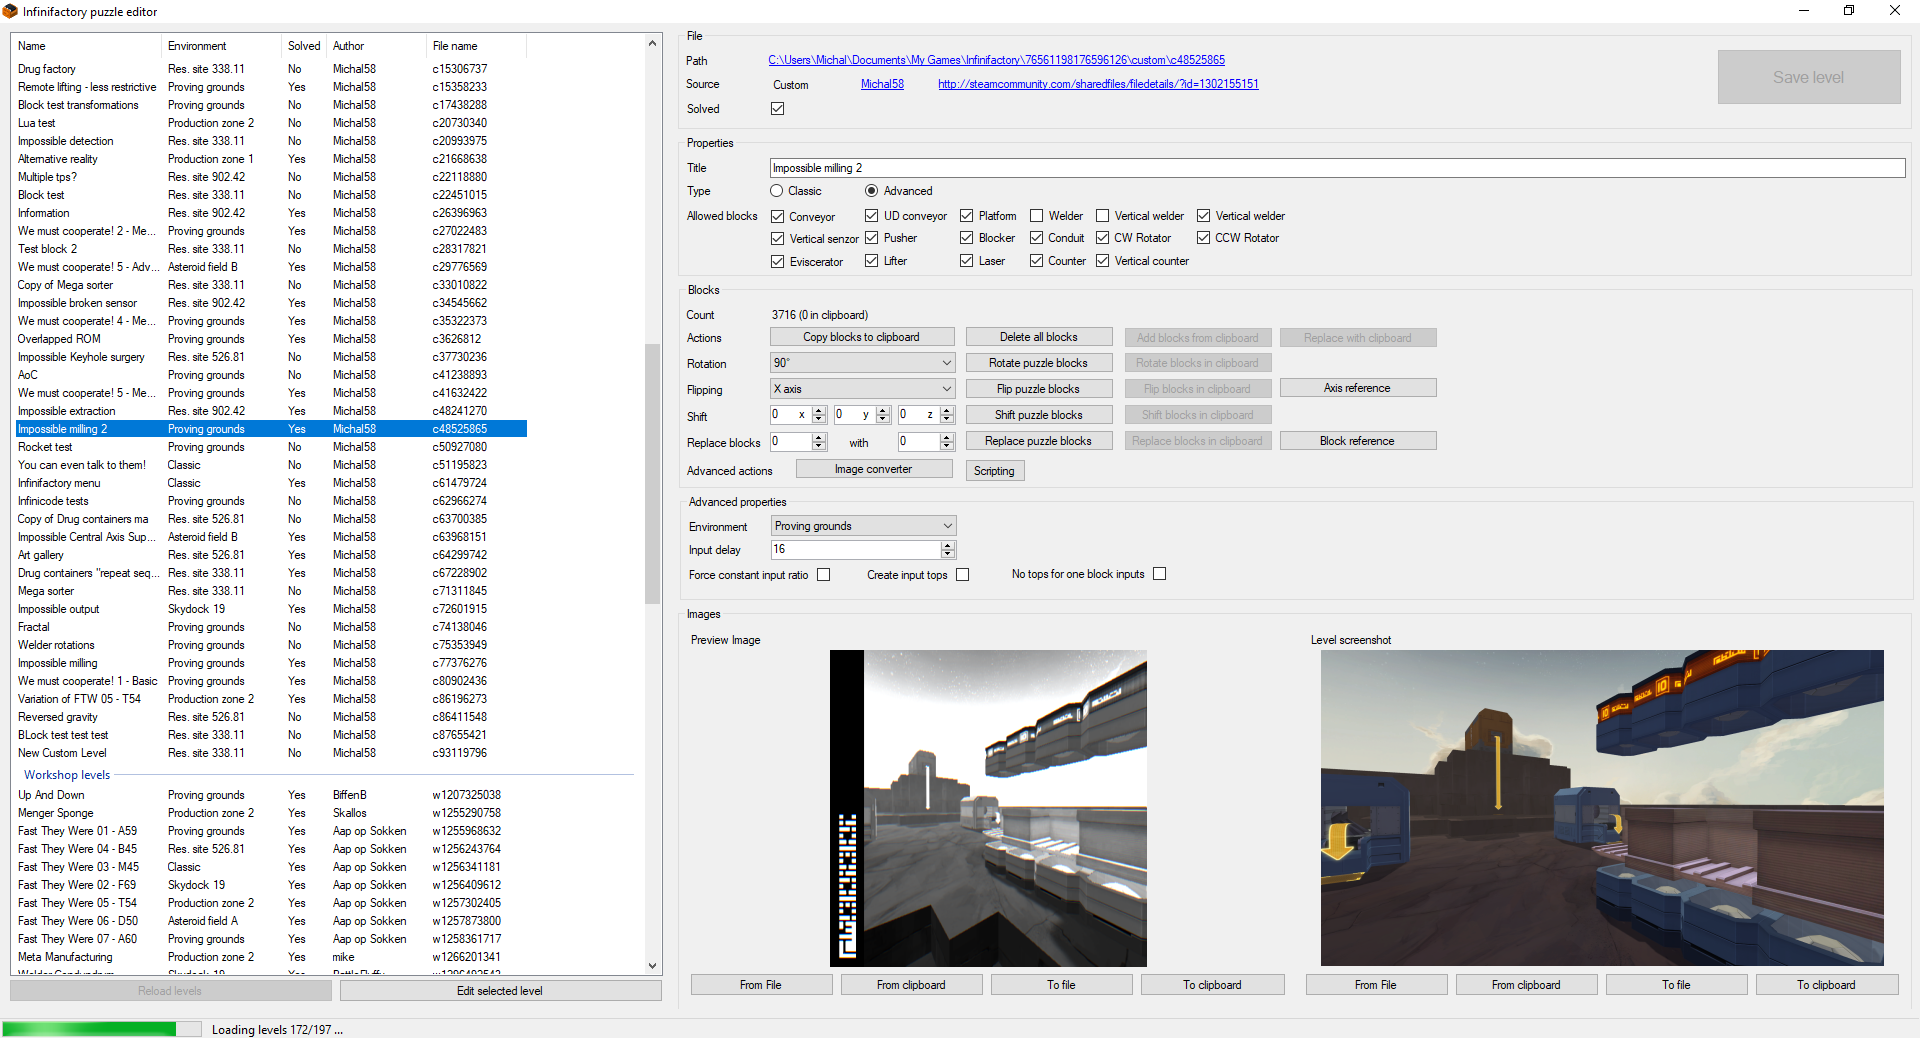 Infinifactory puzzle editor
Name Environment Solved Author File name
Drug factory Res. site 338.11 No Michal58 c15306737
Remote lifting - less restrictive Proving grounds Yes Michal58 c15358233
Block test transformations Proving grounds No Michal58 c17438288
Lua test Production zone 2 No Michal58 c20730340
Impossible detection Res. site 338.11 No Michal58 c20993975
Alternative reality Production zone 1 Yes Michal58 c21668638
Multiple tps? Res. site 902.42 No Michal58 c22118880
Block test Res. site 338.11 No Michal58 c22451015
Information Res. site 902.42 Yes Michal58 c26396963
We must cooperate! 2 - Me... Proving grounds Yes Michal58 c27022483
Test block 2 Res. site 338.11 No Michal58 c28317821
We must cooperate! 5 - Adv... Asteroid field B Yes Michal58 c29776569
Copy of Mega sorter Res. site 338.11 No Michal58 c33010822
Impossible broken sensor Res. site 902.42 Yes Michal58 c34545662
We must cooperate! 4 - Me... Proving grounds Yes Michal58 c35322373
Overlapped ROM Proving grounds Yes Michal58 c3626812
Impossible Keyhole surgery Res. site 526.81 No Michal58 c37730236
AoC Proving grounds No Michal58 c41238893
We must cooperate! 5 - Me... Proving grounds Yes Michal58 c41632422
Impossible extraction Res. site 902.42 Yes Michal58 c48241270
Impossible milling 2 Proving grounds Yes Michal58 c48525865
Rocket test Proving grounds No Michal58 c50927080
You can even talk to them! Classic No Michal58 c51195823
Infinifactory menu Classic Yes Michal58 c61479724
Infinicode tests Proving grounds No Michal58 c62966274
Copy of Drug containers ma Res. site 526.81 No Michal58 c63700385
Impossible Central Axis Sup... Asteroid field B Yes Michal58 c63968151
Art gallery Res. site 526.81 Yes Michal58 c64299742
Drug containers "repeat seq... Res. site 338.11 Yes Michal58 c67228902
Mega sorter Res. site 338.11 No Michal58 c71311845
Impossible output Skydock 19 Yes Michal58 c72601915
Fractal Proving grounds No Michal58 c74138046
Welder rotations Proving grounds No Michal58 c75353949
Impossible milling Proving grounds Yes Michal58 c77376276
We must cooperate! 1 - Basic Proving grounds Yes Michal58 c80902436
Variation of FTW 05 - T54 Production zone 2 Yes Michal58 c86196273
Reversed gravity Res. site 526.81 No Michal58 c86411548
BLock test test test Res. site 338.11 No Michal58 c87655421
New Custom Level Res. site 338.11 No Michal58 c93119796
Workshop levels
Up And Down Proving grounds Yes BiffenB w1207325038
Menger Sponge Production zone 2 Yes Skallos w1255290758
Fast They Were 01 - A59 Proving grounds Yes Aap op Sokken w1255968632
Fast They Were 04 - B45 Res. site 526.81 Yes Aap op Sokken w1256243764
Fast They Were 03 - M45 Classic Yes Aap op Sokken w1256341181
Fast They Were 02 - F69 Skydock 19 Yes Aap op Sokken w1256409612
Fast They Were 05 - T54 Production zone 2 Yes Aap op Sokken w1257302405
Fast They Were 06 - D50 Asteroid field A Yes Aap op Sokken w1257873800
Fast They Were 07 - A60 Proving grounds Yes Aap op Sokken w1258361717
Meta Manufacturing Production zone 2 Yes mike w1266201341
Reload levels Edit selected level
Loading levels 172/197 ...
File
Path C:\Users\Michal\Documents\My Games\Infinifactory\76561198176596126\custom\c48525865
Source Custom Michal58 http://steamcommunity.com/sharedfiles/filedetails/?id=1302155151
Solved
Save level
Properties
Title Impossible milling 2
Type Classic Advanced
Allowed blocks Conveyor UD conveyor Platform Welder Vertical welder Vertical welder
Vertical senzor Pusher Blocker Conduit CW Rotator CCW Rotator
Eviscerator Lifter Laser Counter Vertical counter
Blocks
Count 3716 (0 in clipboard)
Actions Copy blocks to clipboard Delete all blocks Add blocks from clipboard Replace with clipboard
Rotation 90° Rotate puzzle blocks Rotate blocks in clipboard
Flipping X axis Flip puzzle blocks Flip blocks in clipboard Axis reference
Shift 0 x 0 y 0 z Shift puzzle blocks Shift blocks in clipboard
Replace blocks 0 with 0 Replace puzzle blocks Replace blocks in clipboard Block reference
Advanced actions Image converter Scripting
Advanced properties
Environment Proving grounds
Input delay 16
Force constant input ratio Create input tops No tops for one block inputs
Images
Preview Image Level screenshot
From File From clipboard To file To clipboard From File From clipboard To file To clipboard